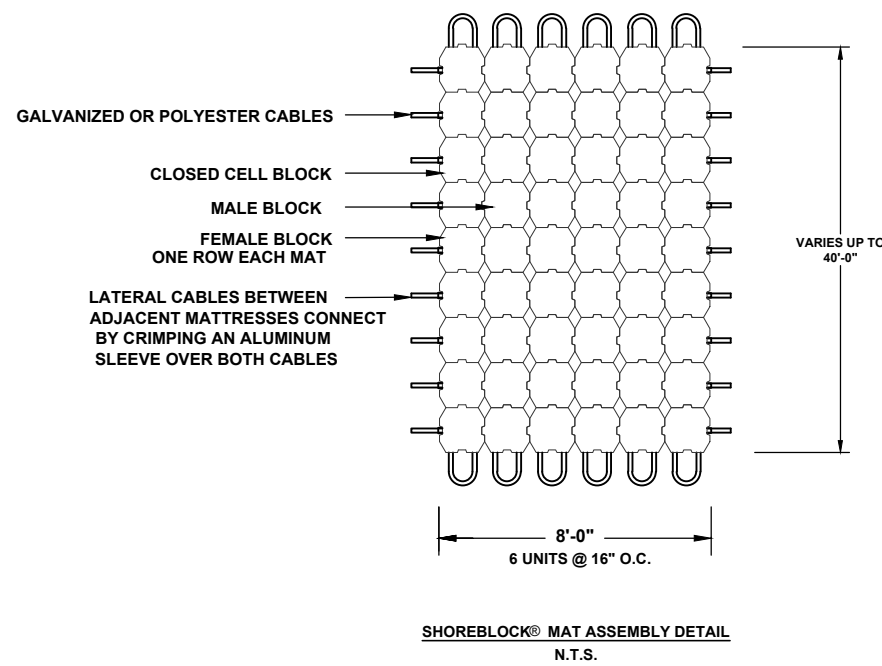 GALVANIZED OR POLYESTER CABLES
CLOSED CELL BLOCK
MALE BLOCK
FEMALE BLOCK
ONE ROW EACH MAT
LATERAL CABLES BETWEEN
ADJACENT MATTRESSES CONNECT
BY CRIMPING AN ALUMINUM
SLEEVE OVER BOTH CABLES
VARIES UP TO
40'-0"
8'-0"
6 UNITS @ 16" O.C.
SHOREBLOCK® MAT ASSEMBLY DETAIL
N.T.S.